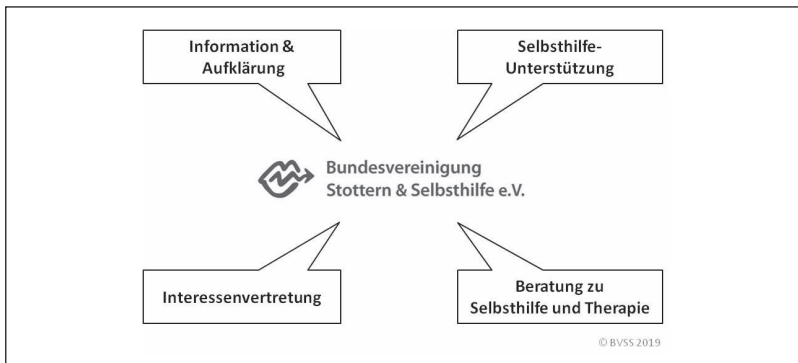 Information &
Aufklärung
Selbsthilfe-
Unterstützung
Bundesvereinigung
Stottern & Selbsthilfe e.V.
Interessenvertretung
Beratung zu
Selbsthilfe und Therapie
© BVSS 2019